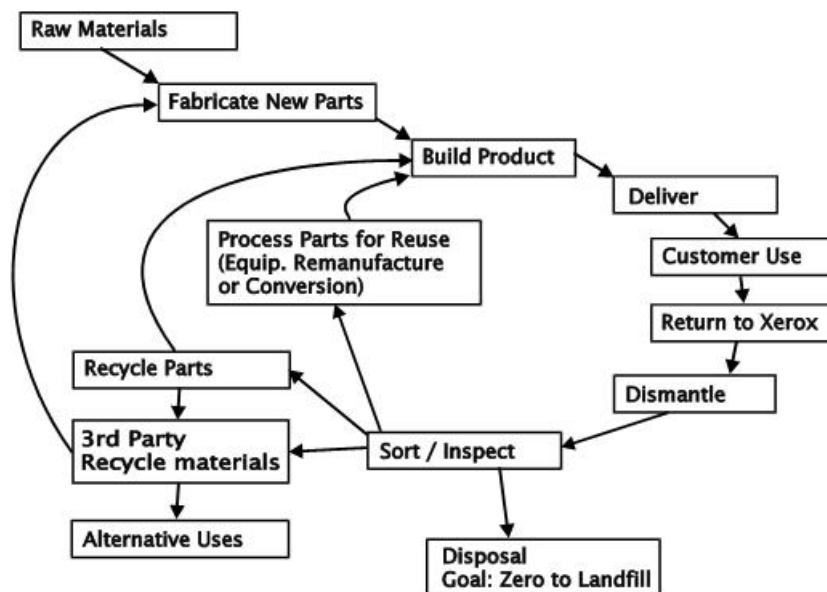 Raw Materials
Fabricate New Parts
Build Product
Deliver
Process Parts for Reuse
(Equip. Remanufacture
or Conversion)
Customer Use
Return to Xerox
Recycle Parts
Dismantle
3rd Party
Recycle materials
Sort / Inspect
Alternative Uses
Disposal
Goal: Zero to Landfill